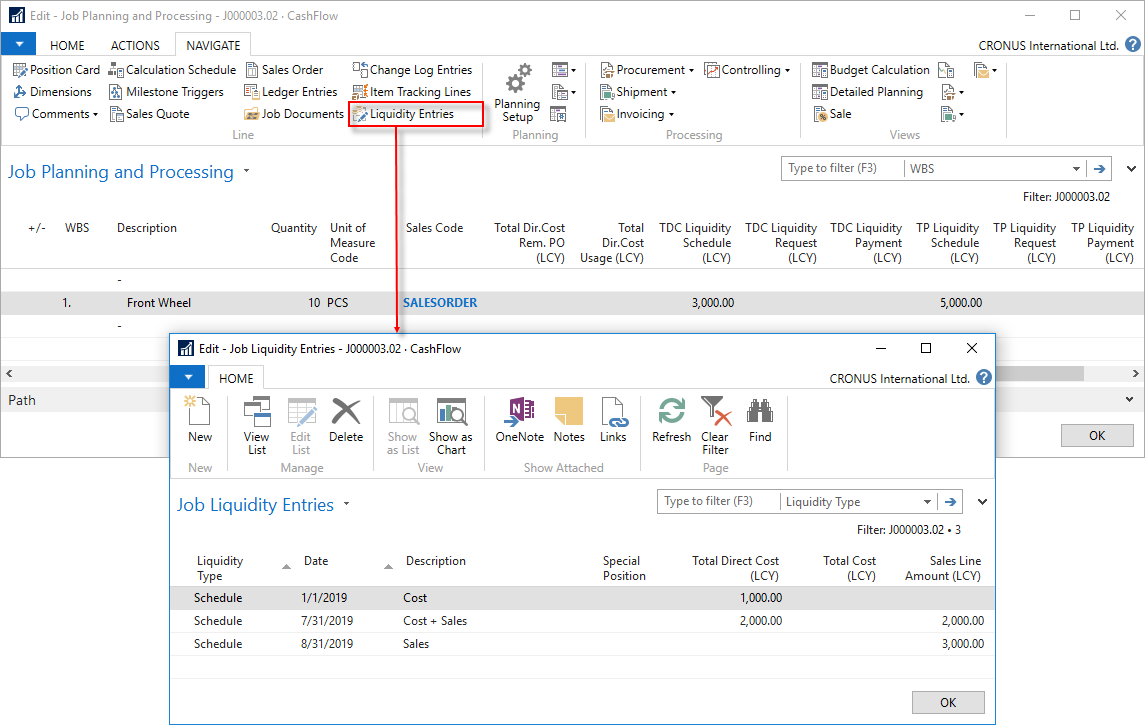 Edit - Job Planning and Processing - J000003.02 · CashFlow
HOME ACTIONS NAVIGATE CRONUS International Ltd. ?
Position Card Calculation Schedule Sales Order Change Log Entries Procurement Controlling Budget Calculation
Dimensions Milestone Triggers Ledger Entries Item Tracking Lines Planning Shipment Detailed Planning
Comments Sales Quote Job Documents Liquidity Entries Setup Invoicing Sale
Line Planning Processing Views
Job Planning and Processing Type to filter (F3) WBS
Filter: J000003.02
+/- WBS Description Quantity Unit of Sales Code Total Dir.Cost Total TDC Liquidity TDC Liquidity TDC Liquidity TP Liquidity TP Liquidity TP Liquidity
Measure Rem. PO Dir.Cost Schedule Request Payment Schedule Request Payment
Code (LCY) Usage (LCY) (LCY) (LCY) (LCY) (LCY) (LCY) (LCY)
-
1. Front Wheel 10 PCS SALESORDER 3,000.00 5,000.00
-
Path
OK
Edit - Job Liquidity Entries - J000003.02 · CashFlow
HOME CRONUS International Ltd. ?
New View Edit Delete Show Show as OneNote Notes Links Refresh Clear Find
List List as List Chart Filter
New Manage View Show Attached Page
Job Liquidity Entries Type to filter (F3) Liquidity Type
Filter: J000003.02 • 3
Liquidity Date Description Special Total Direct Cost Total Cost Sales Line
Type Position (LCY) (LCY) Amount (LCY)
Schedule 1/1/2019 Cost 1,000.00
Schedule 7/31/2019 Cost + Sales 2,000.00 2,000.00
Schedule 8/31/2019 Sales 3,000.00
OK